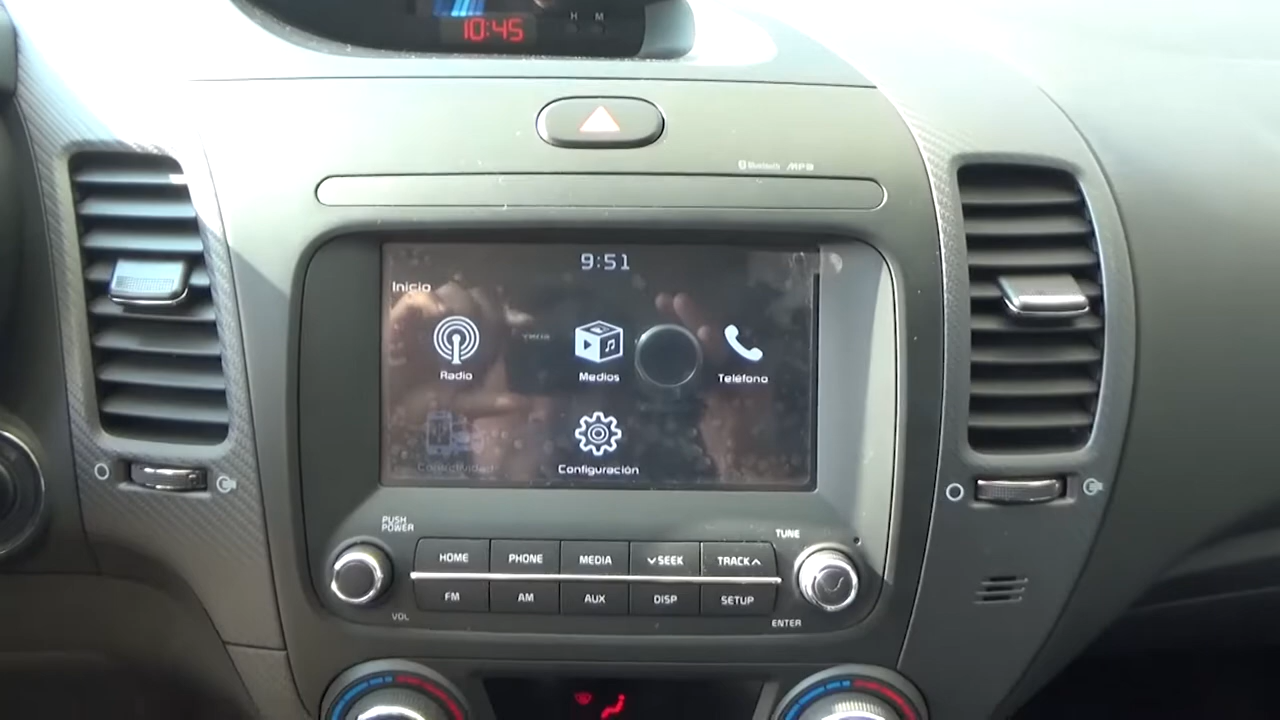 10:45
H M
Bluetooth MP3
9:51
Inicio
Radio
Medios
Teléfono
Conectividad
Configuración
PUSH
POWER
TUNE
HOME PHONE MEDIA SEEK TRACK
FM AM AUX DISP SETUP
VOL
ENTER